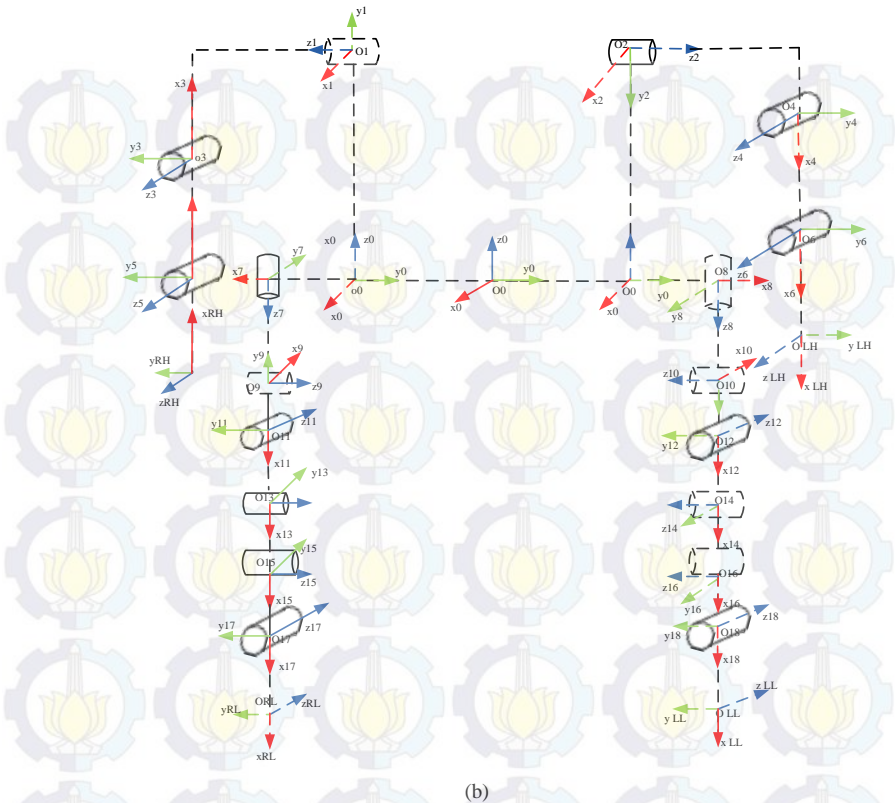 y1
z1 O1 O2 z2
x1 x2 y2
x3
O4 y4
y3 o3 z4 x4
z3
y7 x0 z0 z0 O6 y6
y5 x7 y0 y0 O8 z6 x8
z5 o0 O0 O0 y0 x6
xRH z7 x0 x0 x0 y8 z8
O LH y LH
yRH y9 x9 x10 z LH
zRH O9 z9 z10 O10 x LH
y11 z11 z12
O11 y12 O12
x11 x12
y13
O13 O14
x13 z14 x14
y15
O15 O16
z15 z16
x15 y16 x16
y17 z17 y18 z18
O17 O18
x17 x18
z LL
ORL zRL
yRL y LL O LL
xRL x LL
(b)